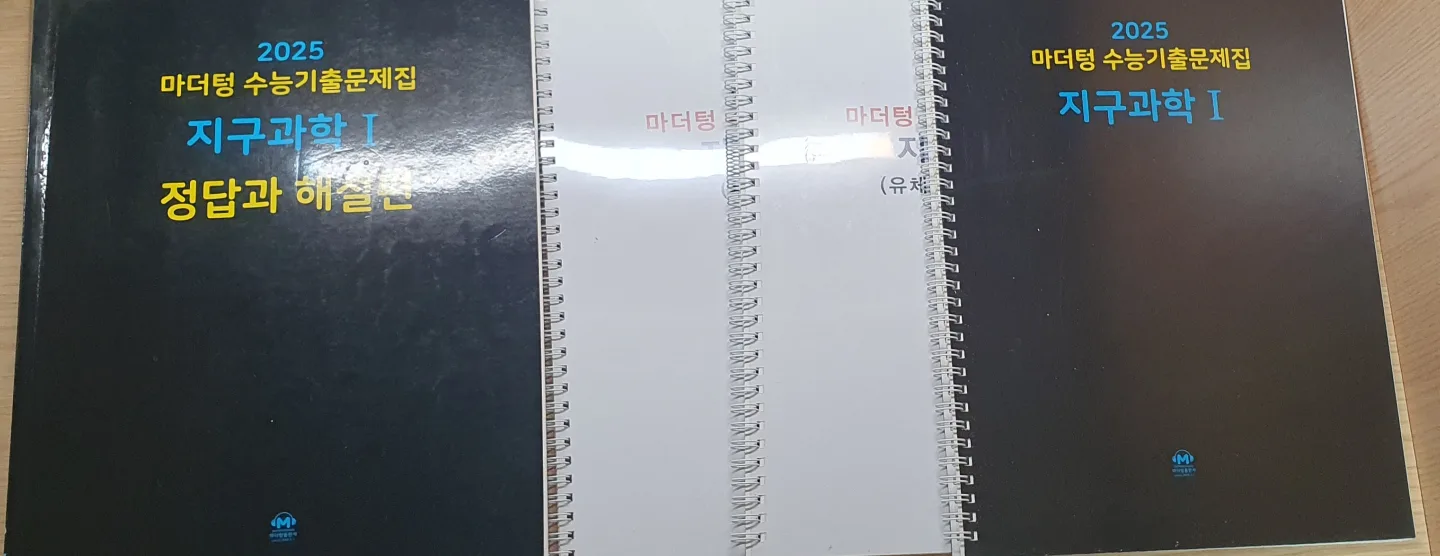 2025
마더텅 수능기출문제집
지구과학 I
정답과 해설편
마더텅
마더텅
지
(유체
2025
마더텅 수능기출문제집
지구과학 I
M
M